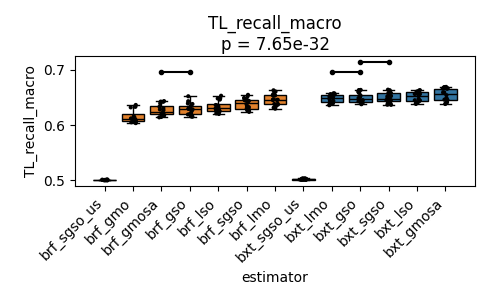 TL_recall_macro
p = 7.65e-32
TL_recall_macro
0.7
0.6
0.5
brf_sgso_us
brf_gmo
brf_gmosa
brf_gso
brf_lso
brf_sgso
brf_lmo
bxt_sgso_us
bxt_lmo
bxt_gso
bxt_sgso
bxt_lso
bxt_gmosa
estimator